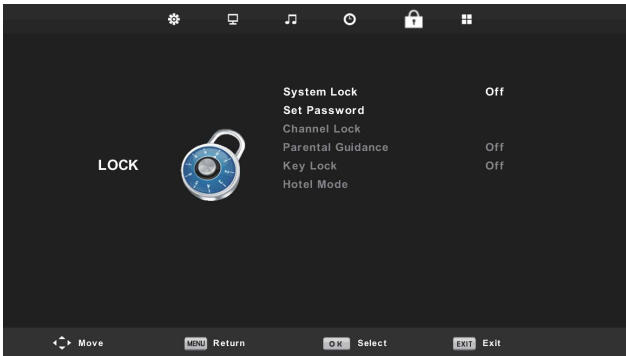 System Lock Off
Set Password
Channel Lock
Parental Guidance Off
LOCK
Key Lock Off
Hotel Mode
Move MENU Return OK Select EXIT Exit